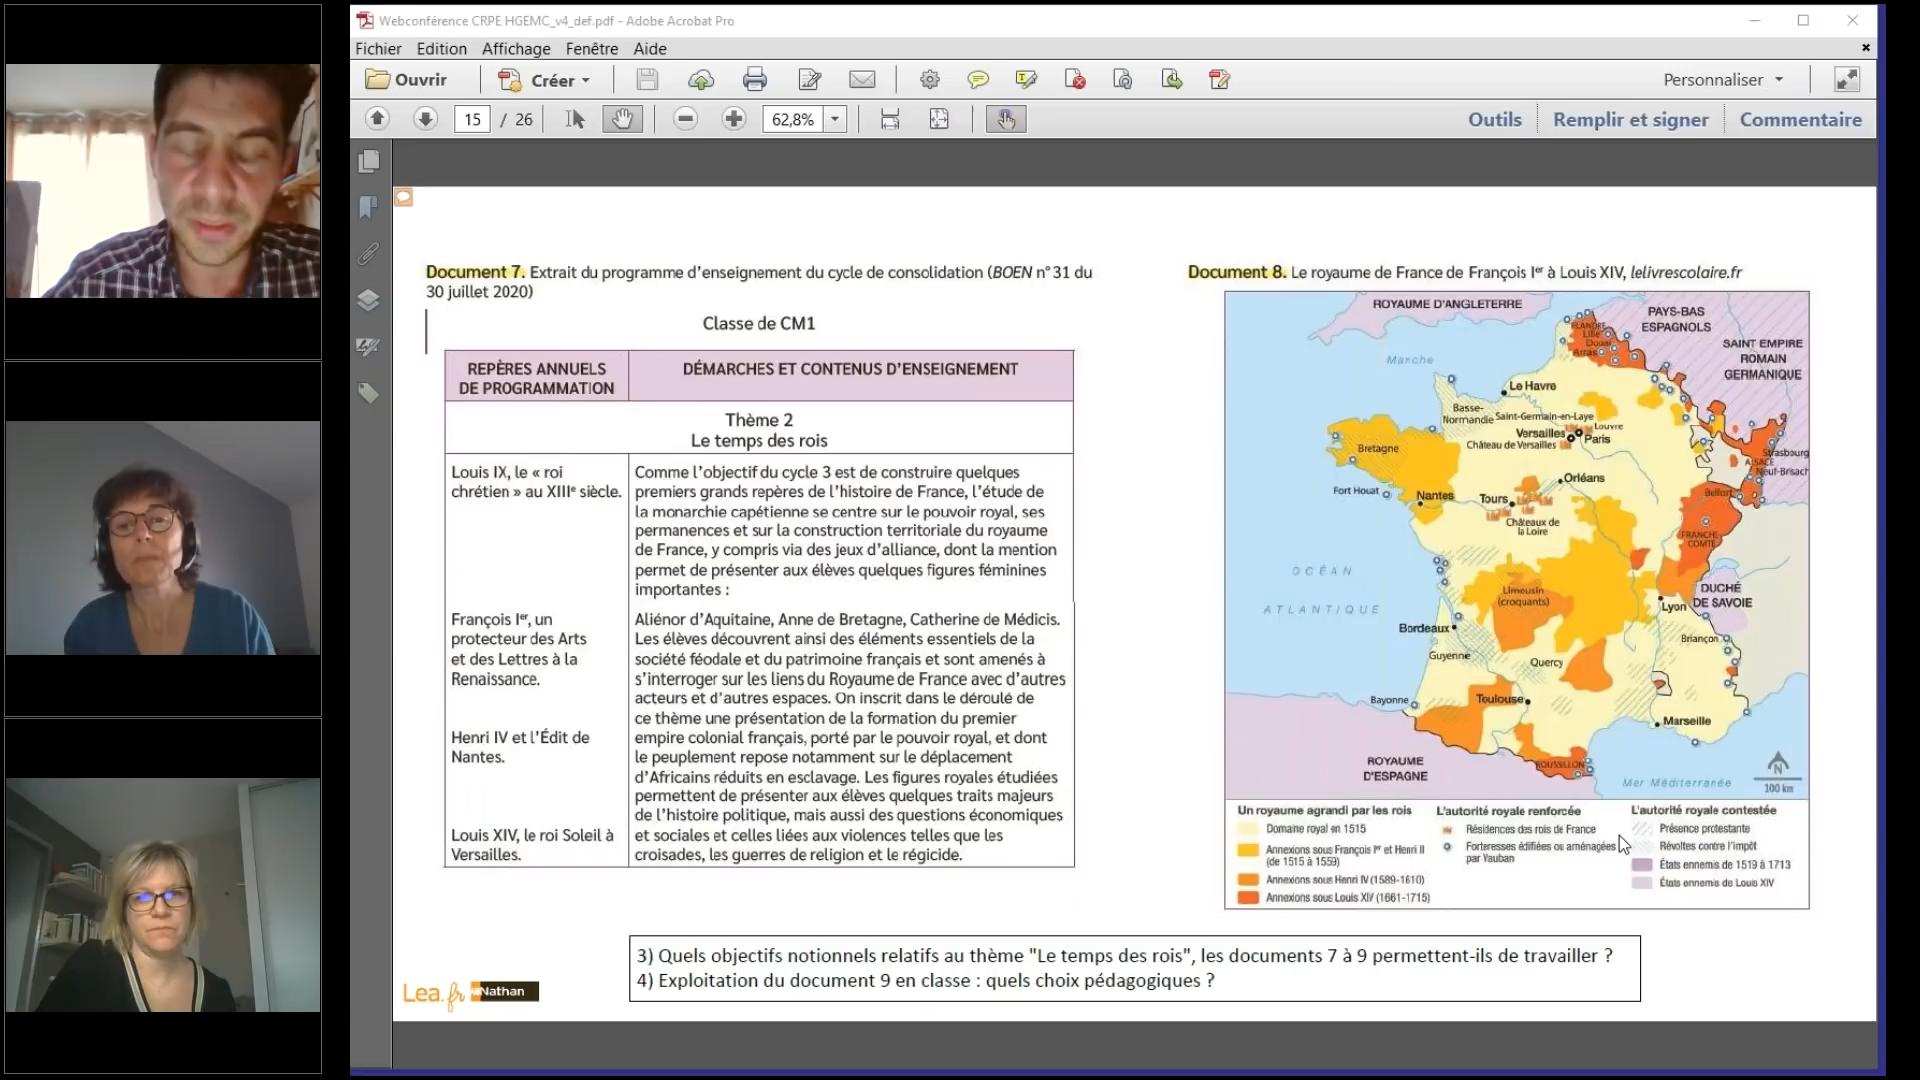 Webconférence CRPE HGEMC_v4_def.pdf - Adobe Acrobat Pro
Fichier Edition Affichage Fenêtre Aide
Ouvrir Créer Personnaliser
15 / 26 62,8% Outils Remplir et signer Commentaire
Document 7. Extrait du programme d'enseignement du cycle de consolidation (BOEN n°31 du
30 juillet 2020)
Classe de CM1
REPÈRES ANNUELS
DE PROGRAMMATION
DÉMARCHES ET CONTENUS D'ENSEIGNEMENT
Thème 2
Le temps des rois
Louis IX, le « roi
chrétien » au XIIIe siècle.
François Ier, un
protecteur des Arts
et des Lettres à la
Renaissance.
Henri IV et l'Édit de
Nantes.
Louis XIV, le roi Soleil à
Versailles.
Comme l'objectif du cycle 3 est de construire quelques
premiers grands repères de l'histoire de France, l'étude de
la monarchie capétienne se centre sur le pouvoir royal, ses
permanences et sur la construction territoriale du royaume
de France, y compris via des jeux d'alliance, dont la mention
permet de présenter aux élèves quelques figures féminines
importantes :
Aliénor d'Aquitaine, Anne de Bretagne, Catherine de Médicis.
Les élèves découvrent ainsi des éléments essentiels de la
société féodale et du patrimoine français et sont amenés à
s'interroger sur les liens du Royaume de France avec d'autres
acteurs et d'autres espaces. On inscrit dans le déroulé de
ce thème une présentation de la formation du premier
empire colonial français, porté par le pouvoir royal, et dont
le peuplement repose notamment sur le déplacement
d'Africains réduits en esclavage. Les figures royales étudiées
permettent de présenter aux élèves quelques traits majeurs
de l'histoire politique, mais aussi des questions économiques
et sociales et celles liées aux violences telles que les
croisades, les guerres de religion et le régicide.
Document 8. Le royaume de France de François Ier à Louis XIV, lelivrescolaire.fr
ROYAUME D'ANGLETERRE
PAYS-BAS
ESPAGNOLS
SAINT EMPIRE
ROMAIN
GERMANIQUE
FLANDRE
Lille
Douai
Arras
Manche
Le Havre
Basse-
Normandie
Saint-Germain-en-Laye
Louvre
Versailles
Paris
Château de Versailles
Strasbourg
ALSACE
Neuf-Brisach
Bretagne
Fort Houat
Nantes
Tours
Orléans
Belfort
Châteaux de
la Loire
FRANCHE-
COMTÉ
OCÉAN
ATLANTIQUE
Limousin
(croquants)
DUCHÉ
DE SAVOIE
Lyon
Bordeaux
Briançon
Guyenne
Quercy
Bayonne
Toulouse
Marseille
ROYAUME
D'ESPAGNE
ROUSSILLON
Mer Méditerranée
N
100 km
Un royaume agrandi par les rois
Domaine royal en 1515
Annexions sous François Ier et Henri II
(de 1515 à 1559)
Annexions sous Henri IV (1589-1610)
Annexions sous Louis XIV (1661-1715)
L'autorité royale renforcée
Résidences des rois de France
Forteresses édifiées ou aménagées
par Vauban
L'autorité royale contestée
Présence protestante
Révoltes contre l'impôt
États ennemis de 1519 à 1713
États ennemis de Louis XIV
3) Quels objectifs notionnels relatifs au thème "Le temps des rois", les documents 7 à 9 permettent-ils de travailler ?
4) Exploitation du document 9 en classe : quels choix pédagogiques ?
Lea.fr Nathan